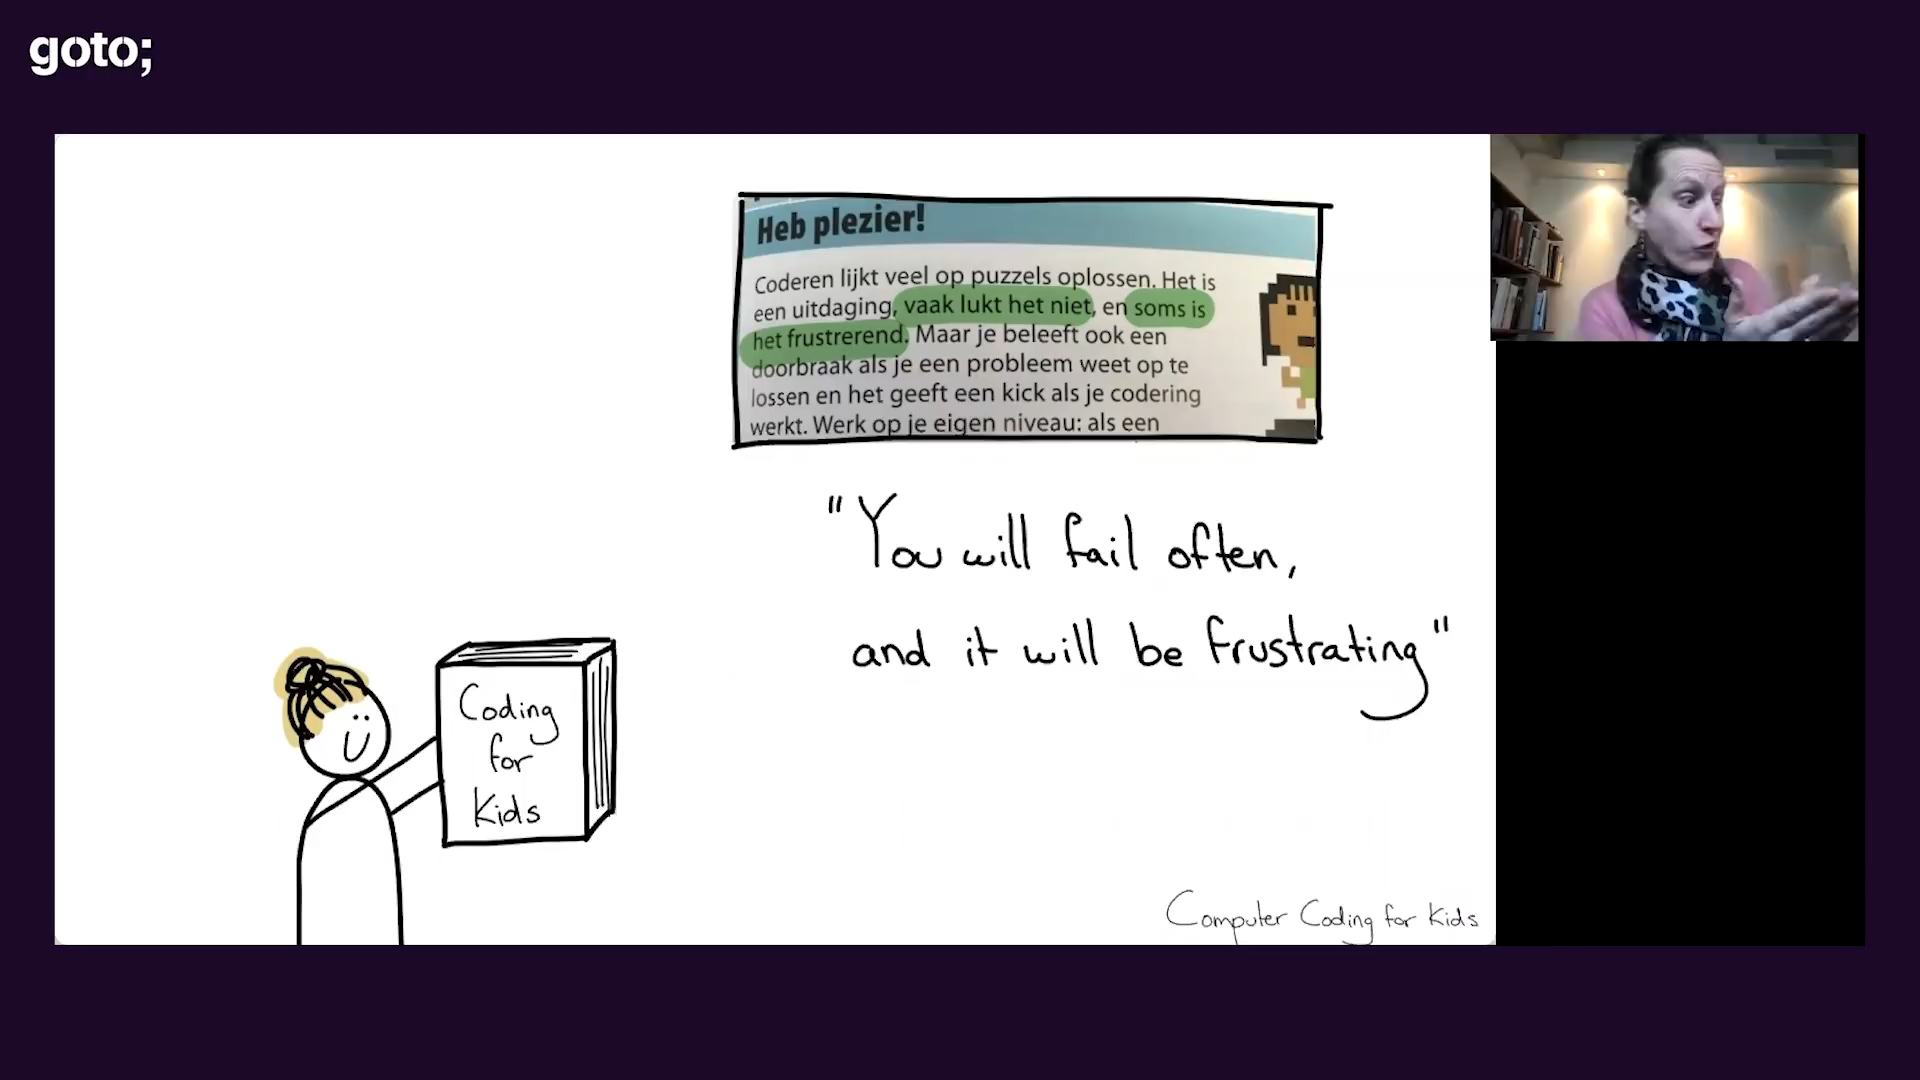 goto;
Heb plezier!
Coderen lijkt veel op puzzels oplossen. Het is
een uitdaging, vaak lukt het niet, en soms is
het frustrerend. Maar je beleeft ook een
doorbraak als je een probleem weet op te
lossen en het geeft een kick als je codering
werkt. Werk op je eigen niveau: als een
"You will fail often,
and it will be frustrating"
Coding
for
Kids
Computer Coding for Kids